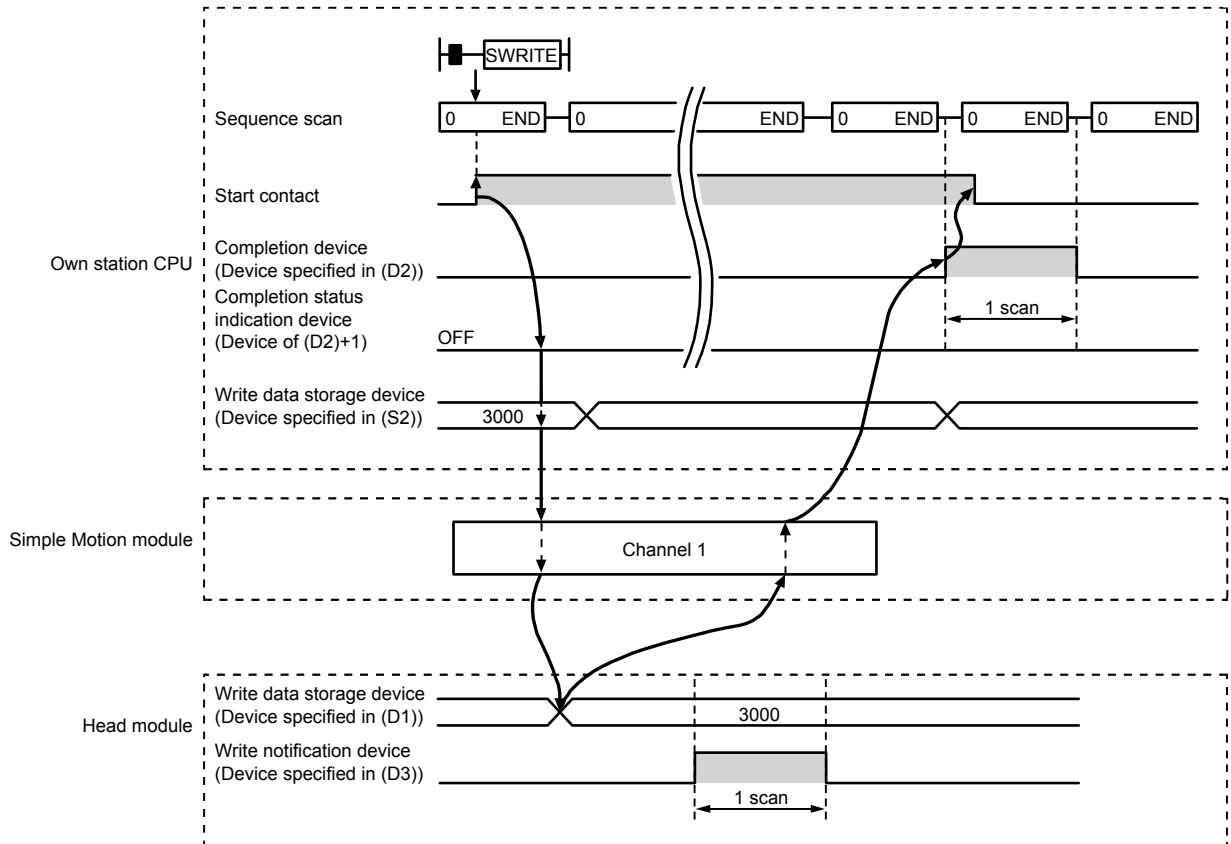 SWRITE
Sequence scan
0 END 0 END 0 END 0 END 0 END
Start contact
Own station CPU
Completion device
(Device specified in (D2))
1 scan
Completion status
indication device
(Device of (D2)+1)
OFF
Write data storage device
(Device specified in (S2))
3000
Simple Motion module
Channel 1
Head module
Write data storage device
(Device specified in (D1))
3000
Write notification device
(Device specified in (D3))
1 scan